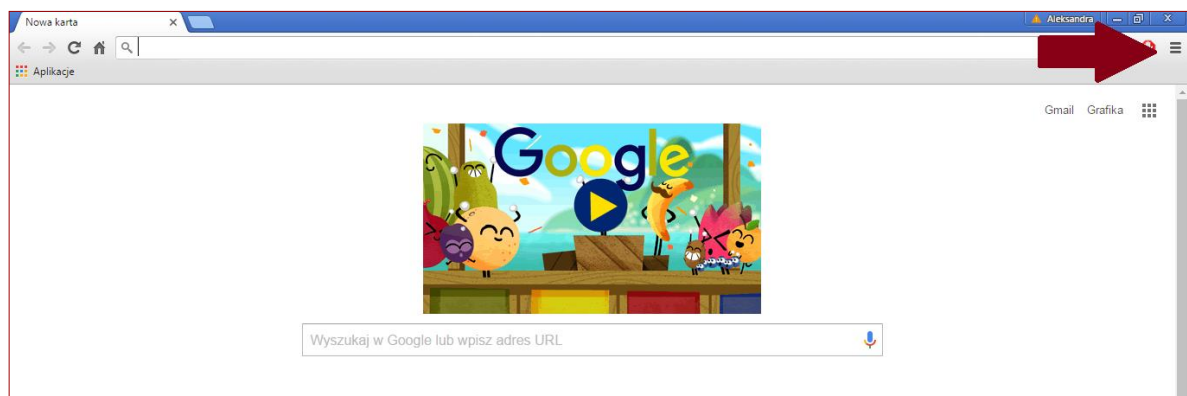 Nowa karta
Aleksandra
Aplikacje
Gmail Grafika
Google
Wyszukaj w Google lub wpisz adres URL